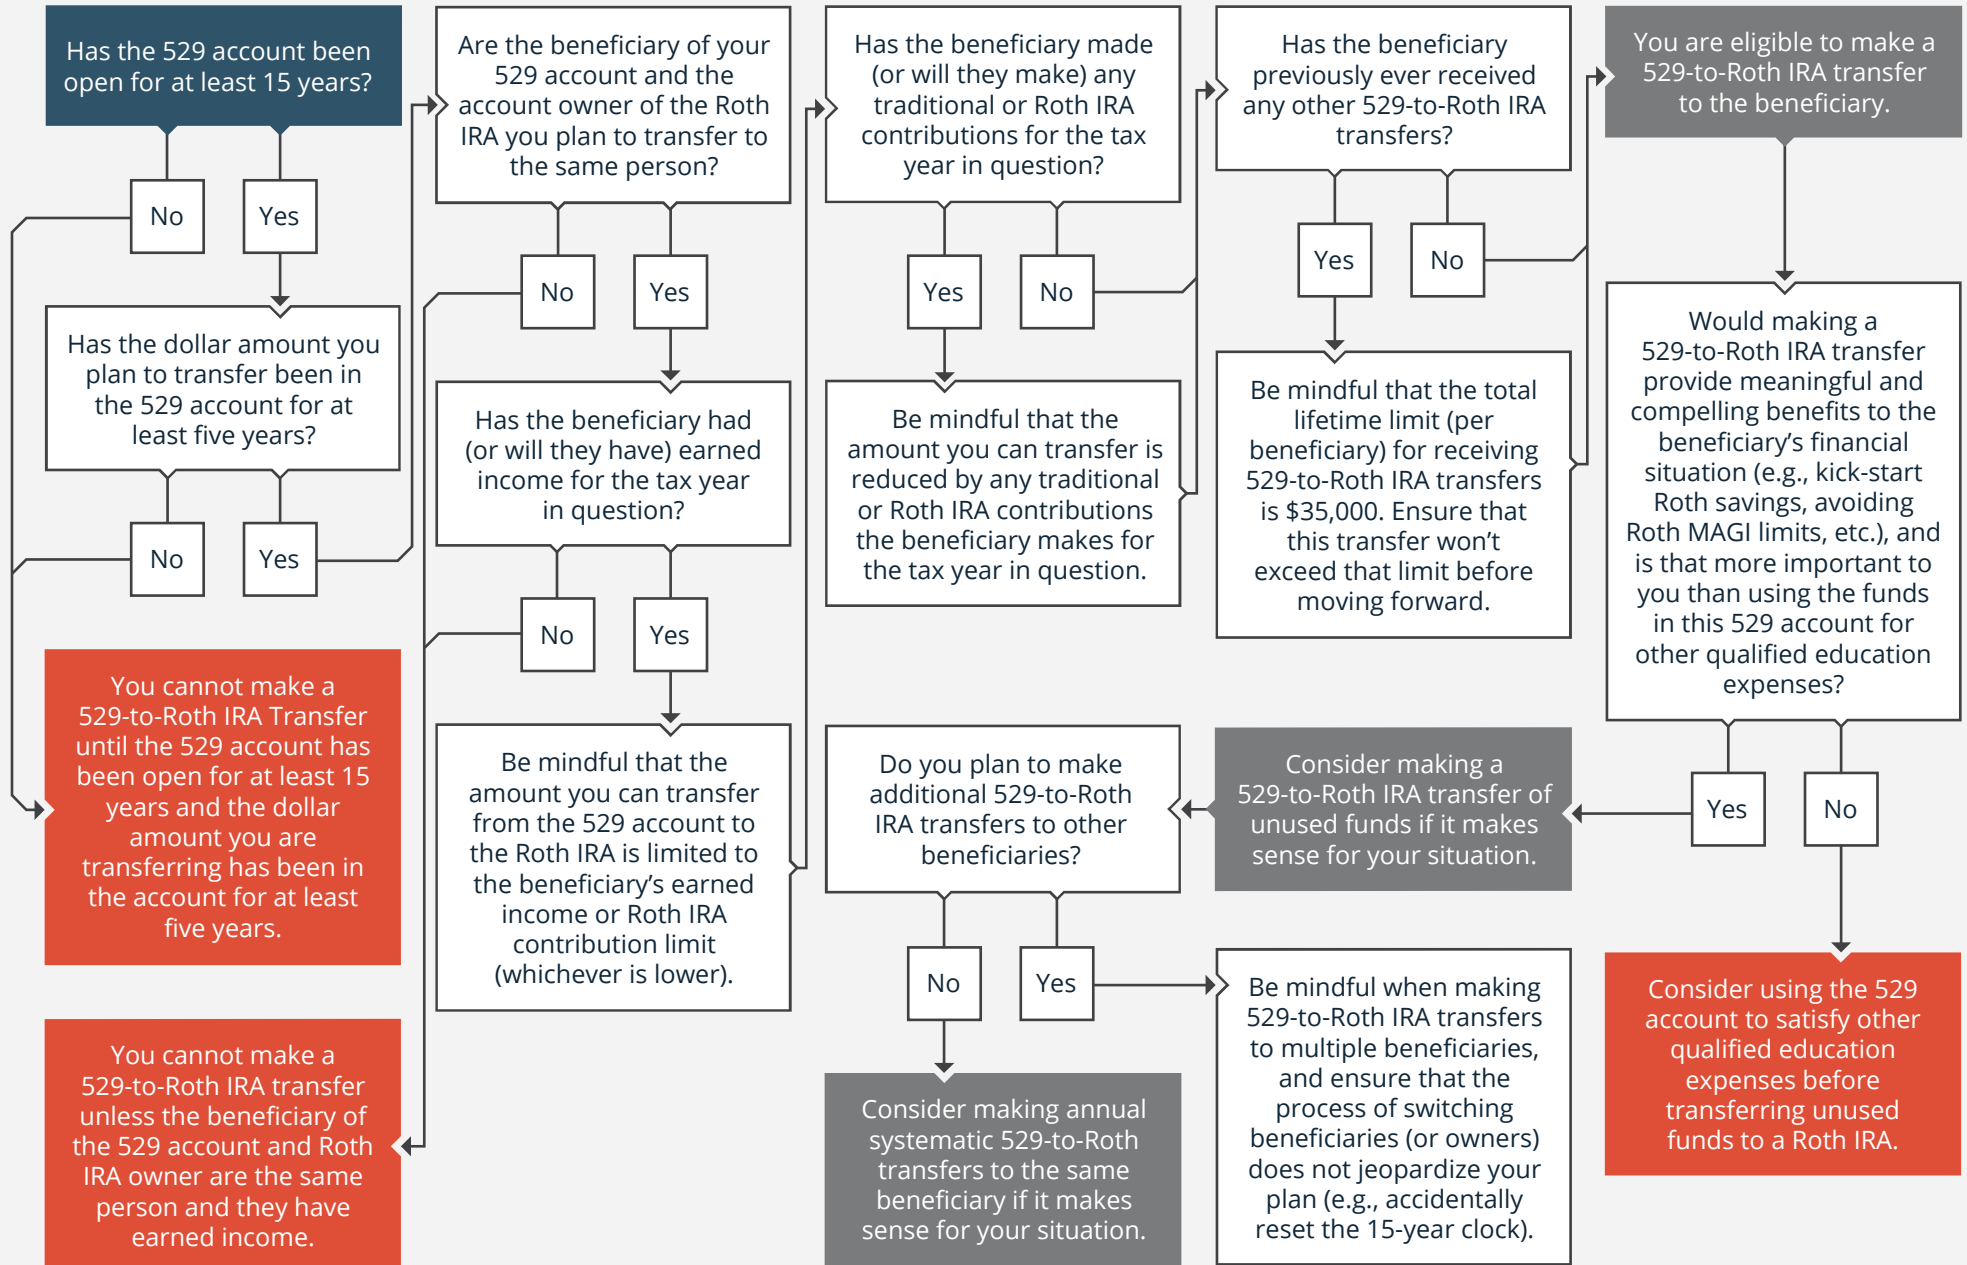 Has the 529 account been
open for at least 15 years?
No
Yes
Has the dollar amount you
plan to transfer been in
the 529 account for at
least five years?
No
Yes
You cannot make a
529-to-Roth IRA Transfer
until the 529 account has
been open for at least 15
years and the dollar
amount you are
transferring has been in
the account for at least
five years.
You cannot make a
529-to-Roth IRA transfer
unless the beneficiary of
the 529 account and Roth
IRA owner are the same
person and they have
earned income.
Are the beneficiary of your
529 account and the
account owner of the Roth
IRA you plan to transfer to
the same person?
No
Yes
Has the beneficiary had
(or will they have) earned
income for the tax year
in question?
No
Yes
Be mindful that the
amount you can transfer
from the 529 account to
the Roth IRA is limited to
the beneficiary's earned
income or Roth IRA
contribution limit
(whichever is lower).
Has the beneficiary made
(or will they make) any
traditional or Roth IRA
contributions for the tax
year in question?
Yes
No
Be mindful that the
amount you can transfer is
reduced by any traditional
or Roth IRA contributions
the beneficiary makes for
the tax year in question.
Has the beneficiary
previously ever received
any other 529-to-Roth IRA
transfers?
Yes
No
Be mindful that the total
lifetime limit (per
beneficiary) for receiving
529-to-Roth IRA transfers
is $35,000. Ensure that
this transfer won't
exceed that limit before
moving forward.
You are eligible to make a
529-to-Roth IRA transfer
to the beneficiary.
Would making a
529-to-Roth IRA transfer
provide meaningful and
compelling benefits to the
beneficiary's financial
situation (e.g., kick-start
Roth savings, avoiding
Roth MAGI limits, etc.), and
is that more important to
you than using the funds
in this 529 account for
other qualified education
expenses?
Yes
No
Consider using the 529
account to satisfy other
qualified education
expenses before
transferring unused
funds to a Roth IRA.
Consider making a
529-to-Roth IRA transfer of
unused funds if it makes
sense for your situation.
Do you plan to make
additional 529-to-Roth
IRA transfers to other
beneficiaries?
No
Yes
Consider making annual
systematic 529-to-Roth
transfers to the same
beneficiary if it makes
sense for your situation.
Be mindful when making
529-to-Roth IRA transfers
to multiple beneficiaries,
and ensure that the
process of switching
beneficiaries (or owners)
does not jeopardize your
plan (e.g., accidentally
reset the 15-year clock).